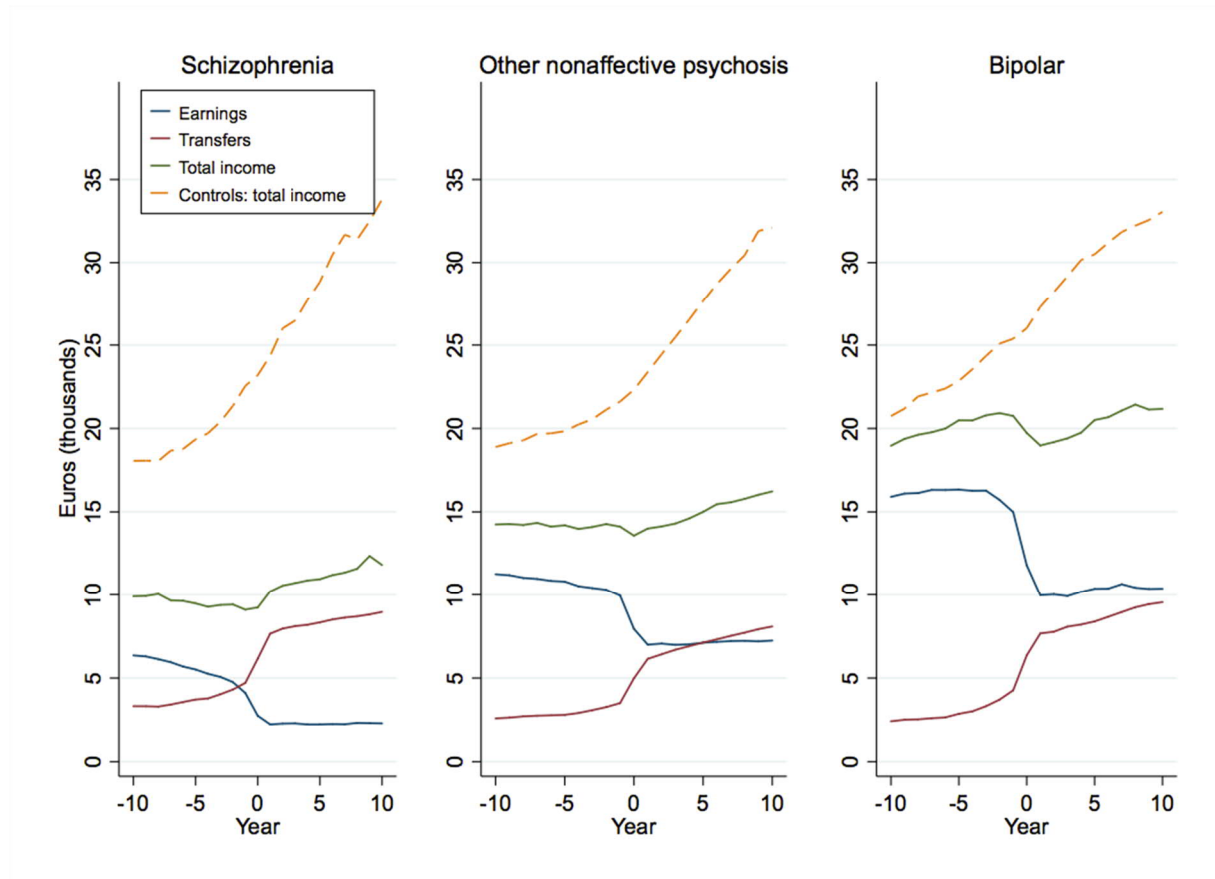 Schizophrenia
Other nonaffective psychosis
Bipolar
Earnings
Transfers
Total income
Controls: total income
Euros (thousands)
35
30
25
20
15
10
5
0
35
30
25
20
15
10
5
0
35
30
25
20
15
10
5
0
-10 -5 0 5 10
-10 -5 0 5 10
-10 -5 0 5 10
Year
Year
Year